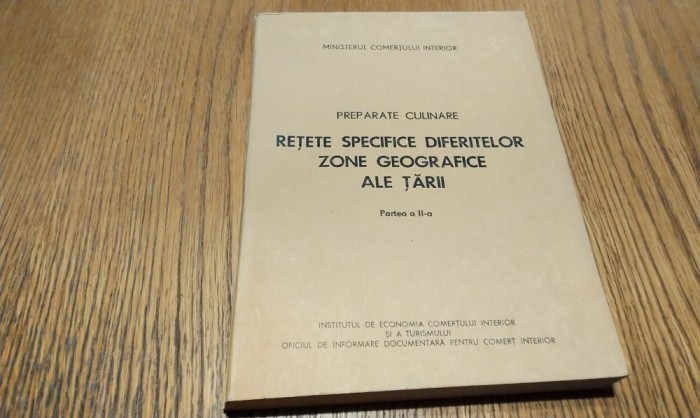 MINISTERUL COMERȚULUI INTERIOR
PREPARATE CULINARE
REȚETE SPECIFICE DIFERITELOR
ZONE GEOGRAFICE
ALE ȚĂRII
Partea a II-a
INSTITUTUL DE ECONOMIA COMERȚULUI INTERIOR
ȘI A TURISMULUI
OFICIUL DE INFORMARE DOCUMENTARĂ PENTRU COMERȚ INTERIOR